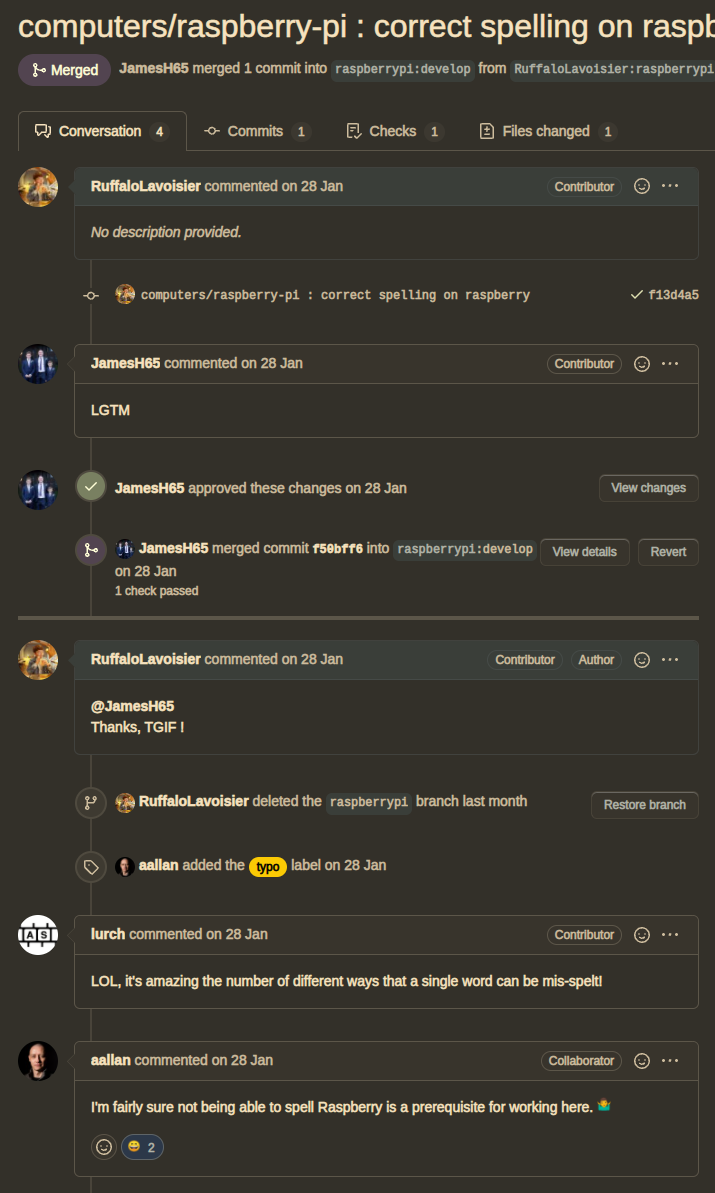 computers/raspberry-pi : correct spelling on raspb
Merged JamesH65 merged 1 commit into raspberrypi:develop from RuffaloLavoisier:raspberrypi
Conversation 4 Commits 1 Checks 1 Files changed 1
RuffaloLavoisier commented on 28 Jan Contributor
No description provided.
computers/raspberry-pi : correct spelling on raspberry f13d4a5
JamesH65 commented on 28 Jan Contributor
LGTM
JamesH65 approved these changes on 28 Jan View changes
JamesH65 merged commit f50bff6 into raspberrypi:develop View details Revert
on 28 Jan
1 check passed
RuffaloLavoisier commented on 28 Jan Contributor Author
@JamesH65
Thanks, TGIF !
RuffaloLavoisier deleted the raspberrypi branch last month Restore branch
aallan added the typo label on 28 Jan
AS
lurch commented on 28 Jan Contributor
LOL, it's amazing the number of different ways that a single word can be mis-spelt!
aallan commented on 28 Jan Collaborator
I'm fairly sure not being able to spell Raspberry is a prerequisite for working here. 🤷‍♂️
😄 2